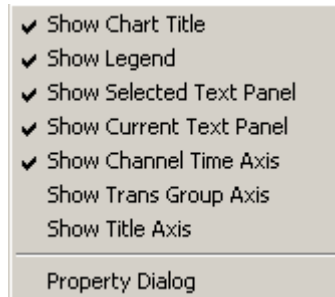 Show Chart Title
Show Legend
Show Selected Text Panel
Show Current Text Panel
Show Channel Time Axis
Show Trans Group Axis
Show Title Axis
Property Dialog